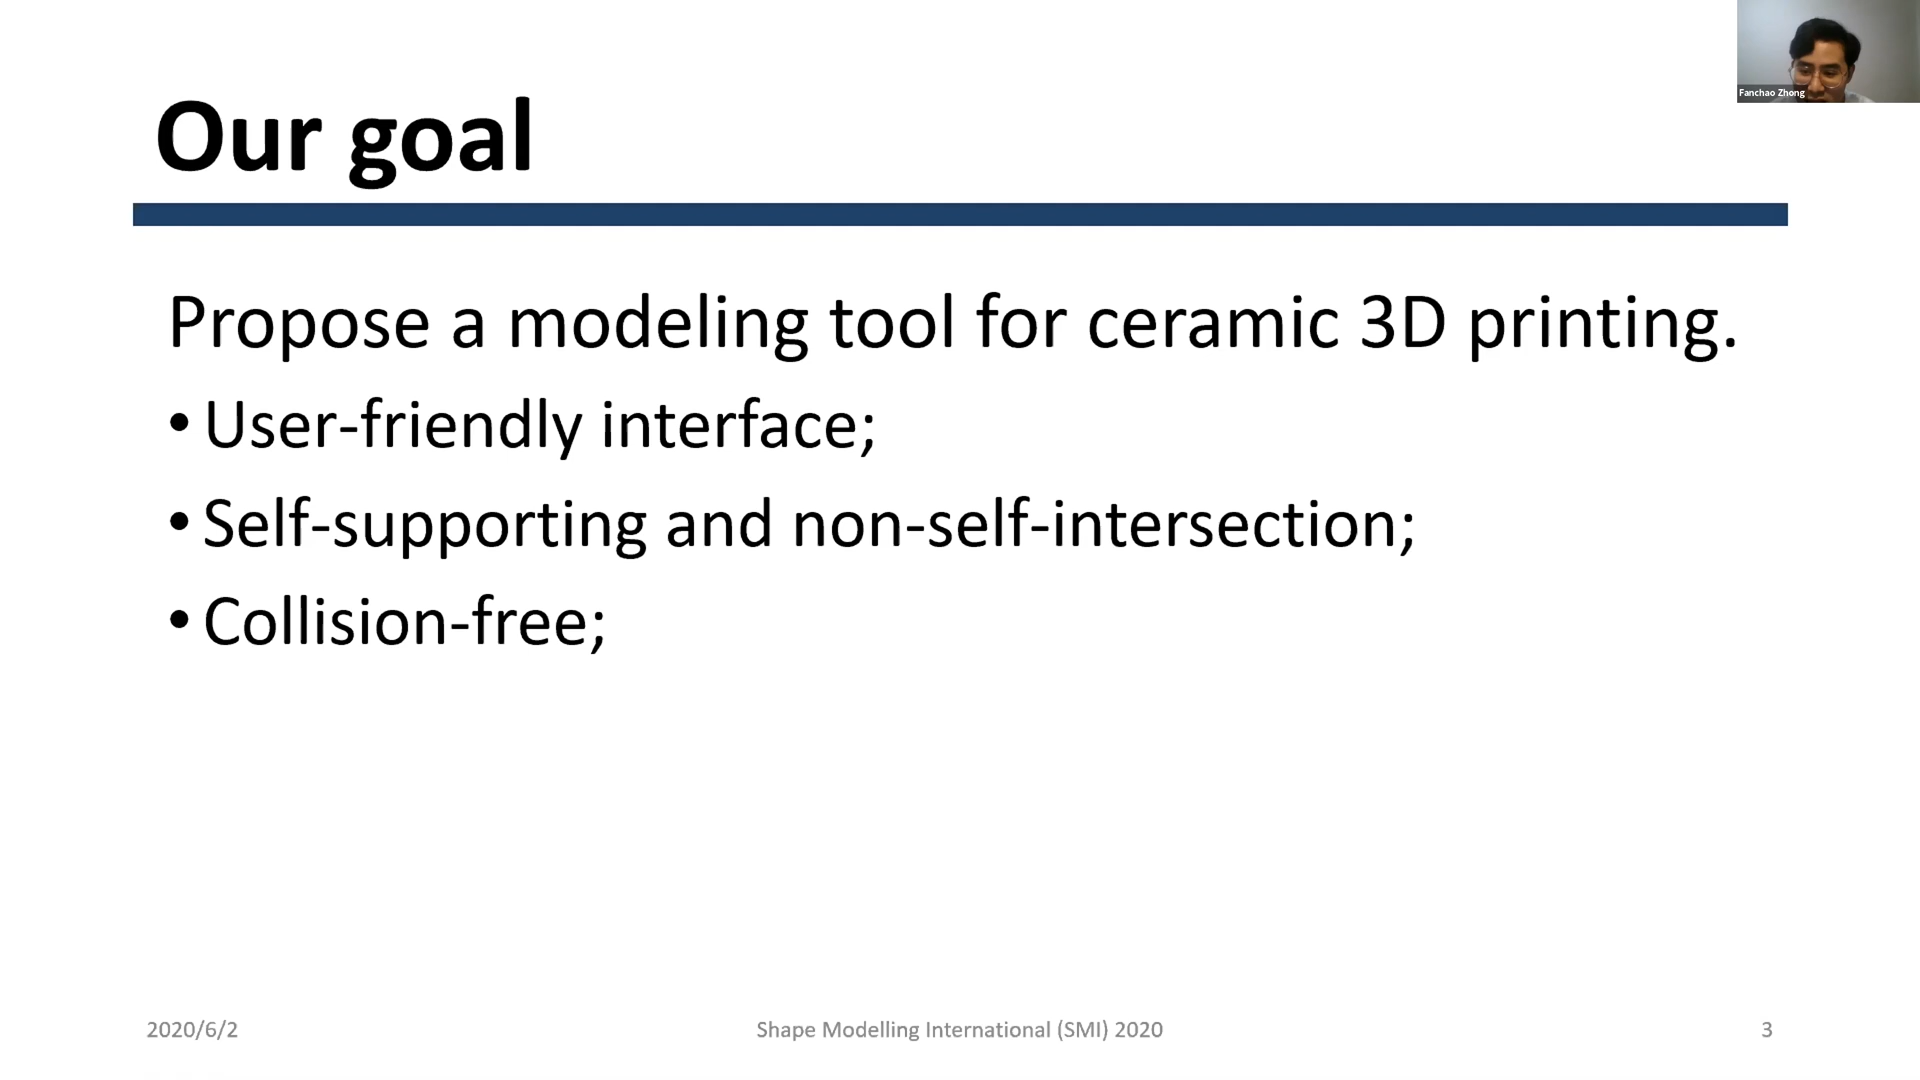 Fanchao Zhong
Our goal
Propose a modeling tool for ceramic 3D printing.
• User-friendly interface;
• Self-supporting and non-self-intersection;
• Collision-free;
2020/6/2
Shape Modelling International (SMI) 2020
3